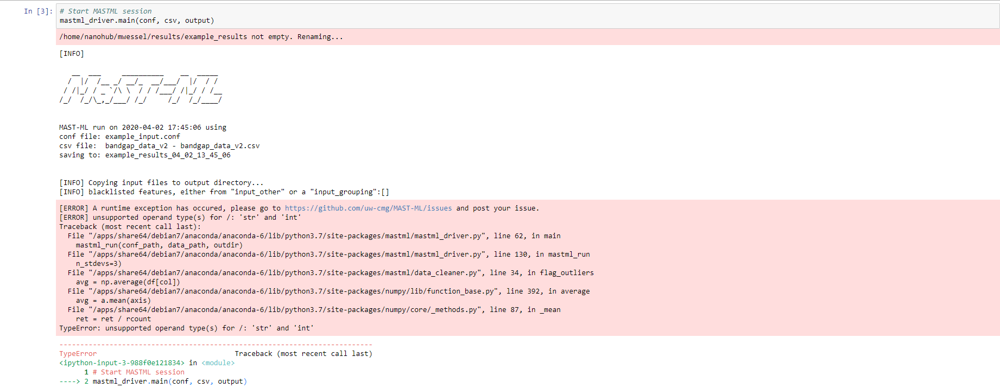 In [3]:
# Start MASTML session
mastml_driver.main(conf, csv, output)
/home/nanohub/mwessel/results/example_results not empty. Renaming...
[INFO]
   __  ___     __________    __  _____
  /  |/  /__ _/ __/_  __/___/  |/  / /
 / /|_/ / _ `/\ \  / / /___/ /|_/ / /__
/_/  /_/\_,_/___/ /_/     /_/  /_/____/
MAST-ML run on 2020-04-02 17:45:06 using
conf file: example_input.conf
csv file:  bandgap_data_v2 - bandgap_data_v2.csv
saving to: example_results_04_02_13_45_06
[INFO] Copying input files to output directory...
[INFO] blacklisted features, either from "input_other" or a "input_grouping":[]
[ERROR] A runtime exception has occured, please go to https://github.com/uw-cmg/MAST-ML/issues and post your issue.
[ERROR] unsupported operand type(s) for /: 'str' and 'int'
Traceback (most recent call last):
  File "/apps/share64/debian7/anaconda/anaconda-6/lib/python3.7/site-packages/mastml/mastml_driver.py", line 62, in main
    mastml_run(conf_path, data_path, outdir)
  File "/apps/share64/debian7/anaconda/anaconda-6/lib/python3.7/site-packages/mastml/mastml_driver.py", line 130, in mastml_run
    n_stdevs=3)
  File "/apps/share64/debian7/anaconda/anaconda-6/lib/python3.7/site-packages/mastml/data_cleaner.py", line 34, in flag_outliers
    avg = np.average(df[col])
  File "/apps/share64/debian7/anaconda/anaconda-6/lib/python3.7/site-packages/numpy/lib/function_base.py", line 392, in average
    avg = a.mean(axis)
  File "/apps/share64/debian7/anaconda/anaconda-6/lib/python3.7/site-packages/numpy/core/_methods.py", line 87, in _mean
    ret = ret / rcount
TypeError: unsupported operand type(s) for /: 'str' and 'int'
---------------------------------------------------------------------------
TypeError                                 Traceback (most recent call last)
<ipython-input-3-988f0e121834> in <module>
      1 # Start MASTML session
----> 2 mastml_driver.main(conf, csv, output)